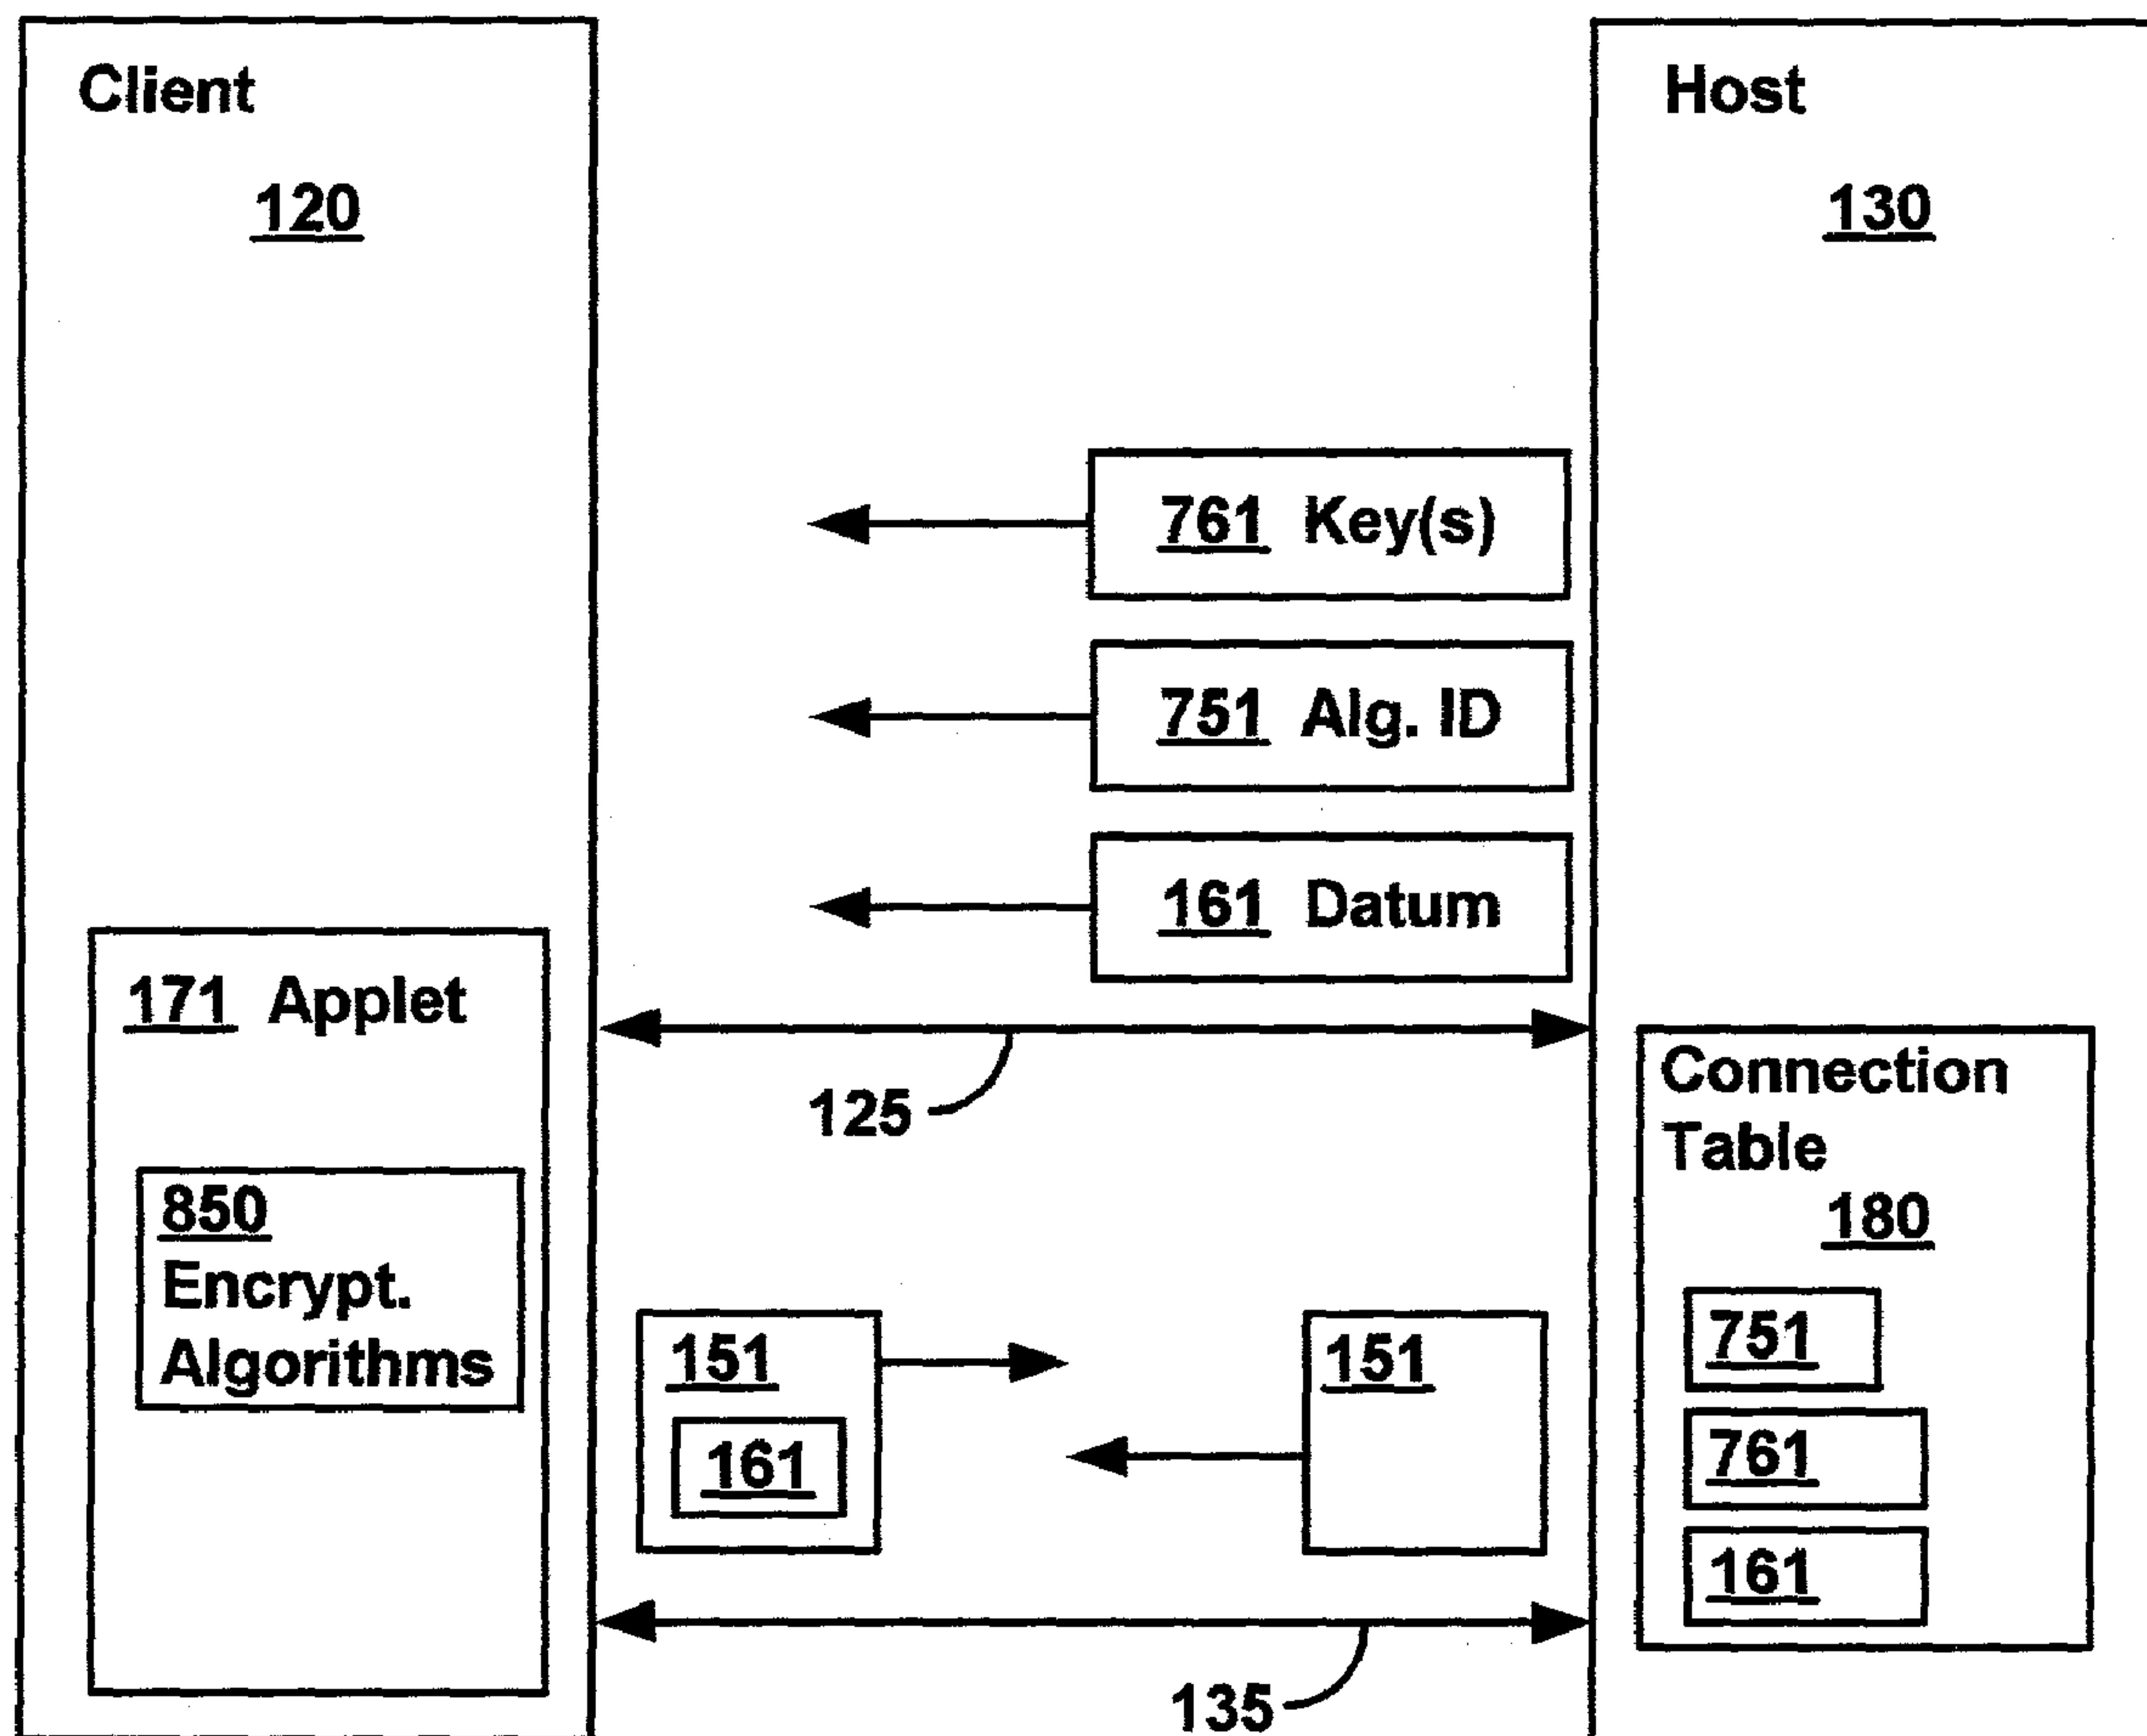 Client
120
Host
130
761 Key(s)
751 Alg. ID
161 Datum
171 Applet
125
850
Encrypt.
Algorithms
151
161
151
135
Connection
Table
180
751
761
161